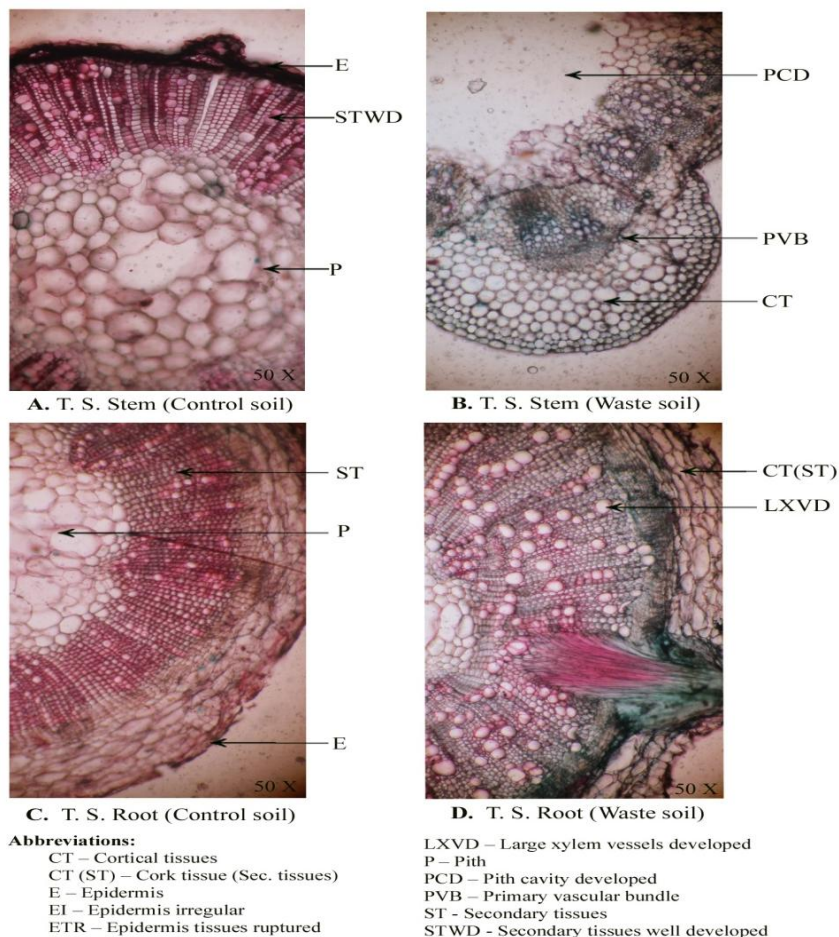 E
STWD
P
50 X
A. T. S. Stem (Control soil)
PCD
PVB
CT
50 X
B. T. S. Stem (Waste soil)
ST
P
E
50 X
C. T. S. Root (Control soil)
CT(ST)
LXVD
50 X
D. T. S. Root (Waste soil)
Abbreviations:
CT – Cortical tissues
CT (ST) – Cork tissue (Sec. tissues)
E – Epidermis
EI – Epidermis irregular
ETR – Epidermis tissues ruptured
LXVD – Large xylem vessels developed
P – Pith
PCD – Pith cavity developed
PVB – Primary vascular bundle
ST - Secondary tissues
STWD - Secondary tissues well developed